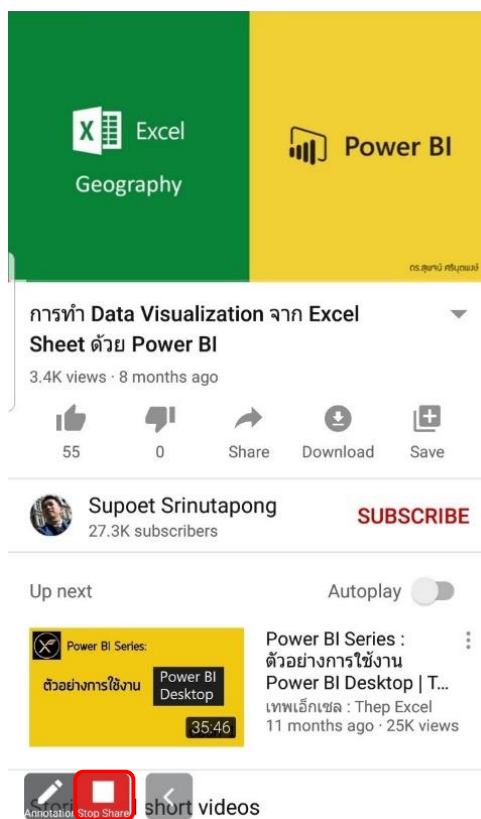 Excel
Geography
Power BI
ดร.สุเพจน์ ศรีนุตพงษ์
การทำ Data Visualization จาก Excel
Sheet ด้วย Power BI
3.4K views · 8 months ago
55
0
Share
Download
Save
Supoet Srinutapong
27.3K subscribers
SUBSCRIBE
Up next
Autoplay
Power BI Series:
ตัวอย่างการใช้งาน
Power BI
Desktop
35:46
Power BI Series :
ตัวอย่างการใช้งาน
Power BI Desktop | T...
เทพเอ็กเซล : Thep Excel
11 months ago · 25K views
Annotation
Stop Share
short videos